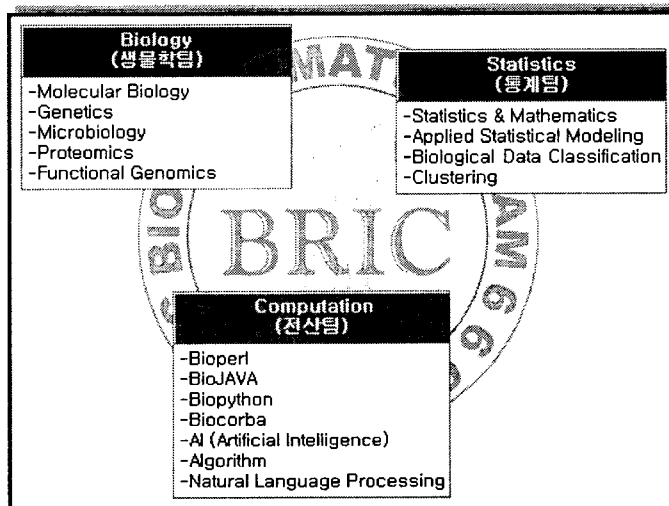 Biology
(생물학팀)
-Molecular Biology
-Genetics
-Microbiology
-Proteomics
-Functional Genomics
Statistics
(통계팀)
-Statistics & Mathematics
-Applied Statistical Modeling
-Biological Data Classification
-Clustering
BRIC
Computation
(전산팀)
-Bioperl
-BioJAVA
-Biopython
-Biocorba
-AI (Artificial Intelligence)
-Algorithm
-Natural Language Processing